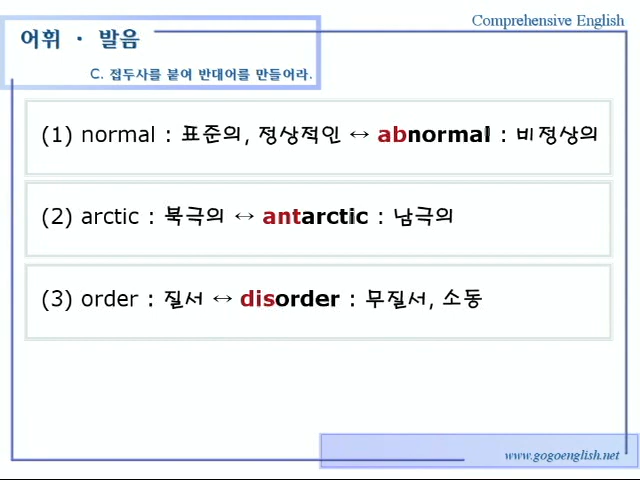 Comprehensive English
어휘 · 발음
C. 접두사를 붙여 반대어를 만들어라.
(1) normal : 표준의, 정상적인 ↔ abnormal : 비정상의
(2) arctic : 북극의 ↔ antarctic : 남극의
(3) order : 질서 ↔ disorder : 무질서, 소동
www.gogoenglish.net